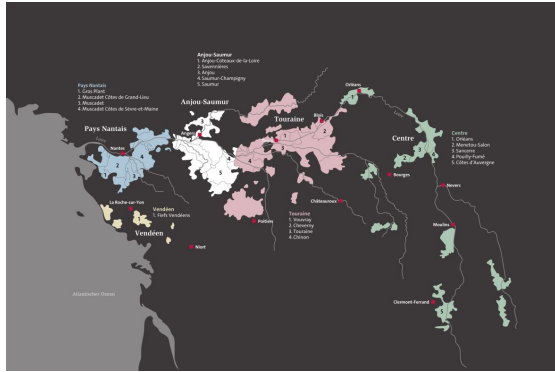 Anjou-Saumur
1. Anjou-Coteaux-de-la-Loire
2. Savennières
3. Anjou
4. Saumur-Champigny
5. Saumur
Pays Nantais
1. Gros Plant
2. Muscadet Côtes de Grand-Lieu
3. Muscadet
4. Muscadet Côtes de Sèvre-et-Maine
Orléans
Anjou-Saumur
Touraine
Blois
Pays Nantais
Angers
Centre
Loire
Nantes
Centre
1. Orléans
2. Menetou-Salon
3. Sancerre
4. Pouilly-Fumé
5. Côtes d'Auvergne
Bourges
Nevers
La Roche-sur-Yon
Vendéen
1. Fiefs Vendéens
Châteauroux
Touraine
1. Vouvray
2. Cheverny
3. Touraine
4. Chinon
Poitiers
Moulins
Vendéen
Niort
Atlantischer Ozean
Clermont-Ferrand